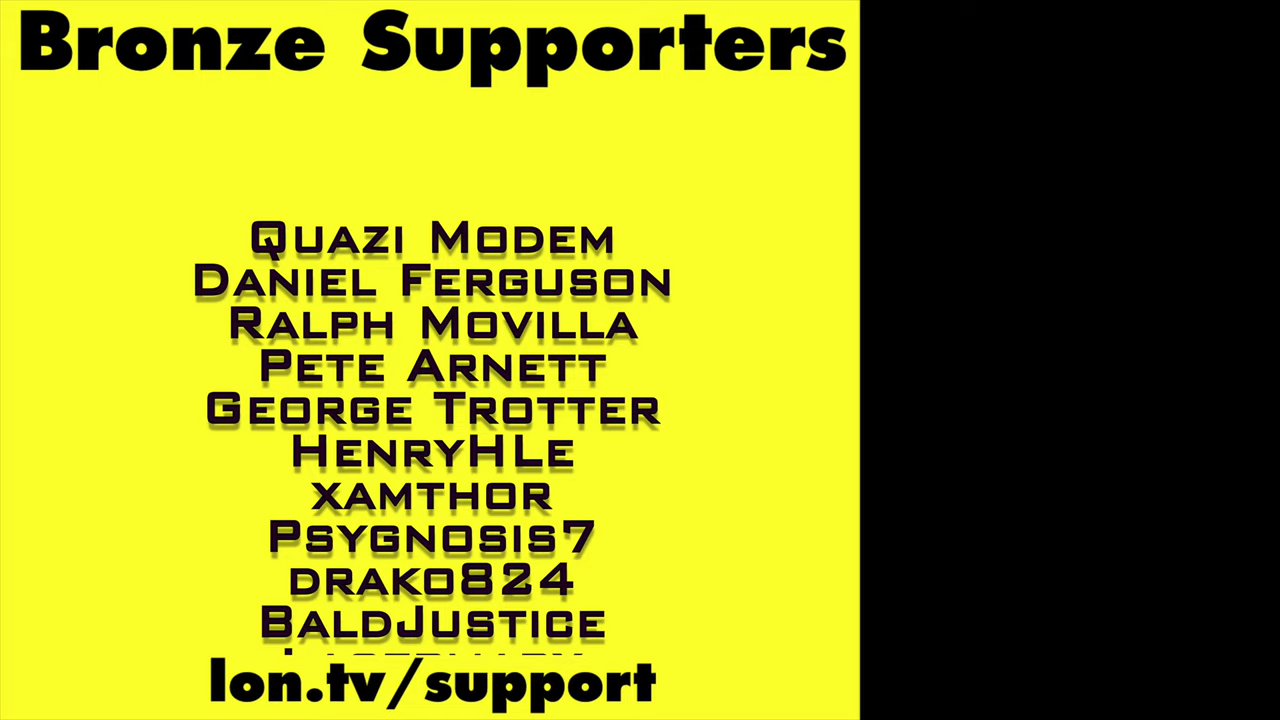 Bronze Supporters
Quazi Modem
Daniel Ferguson
Ralph Movilla
Pete Arnett
George Trotter
HenryHLe
xamthor
Psygnosis7
drako824
BaldJustice
lon.tv/support